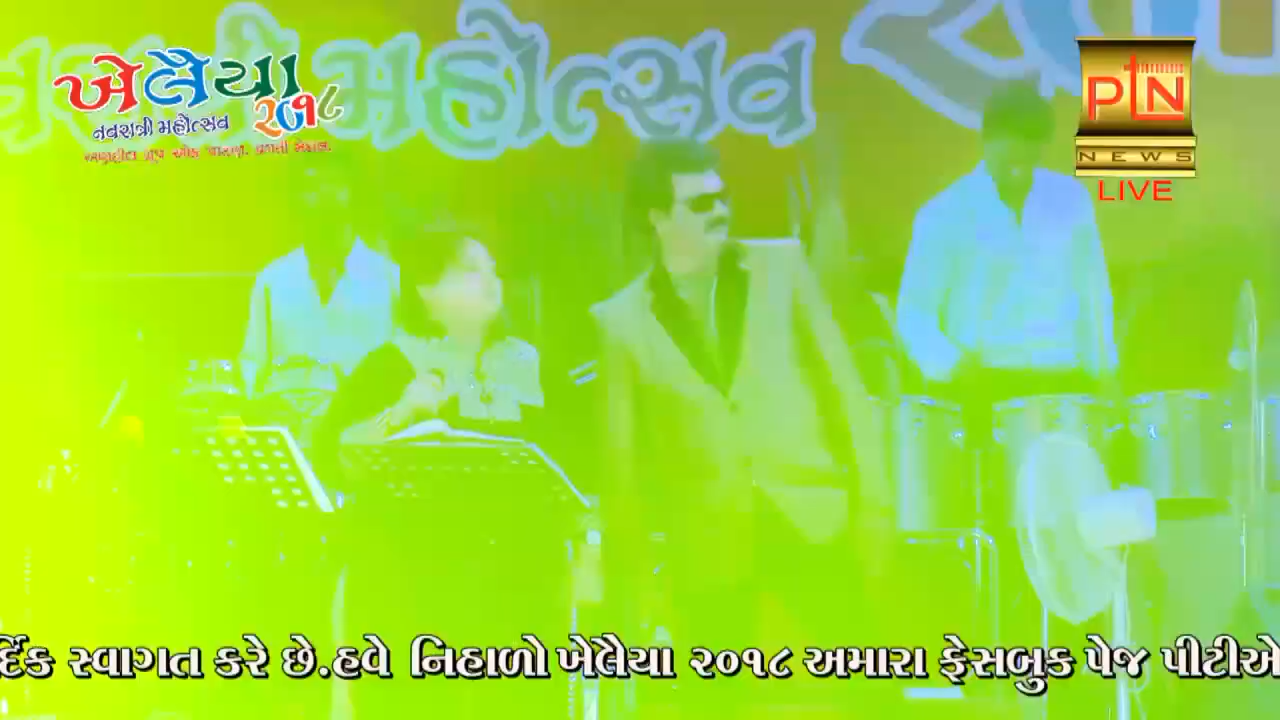 મહોત્સવ
ખેલૈયા
૨૦૧૮
નવરાત્રી મહોત્સવ
PTN
NEWS
LIVE
ર્દિક સ્વાગત કરે છે.હવે નિહાળો ખેલૈયા ૨૦૧૮ અમારા ફેસબુક પેજ પીટીએ